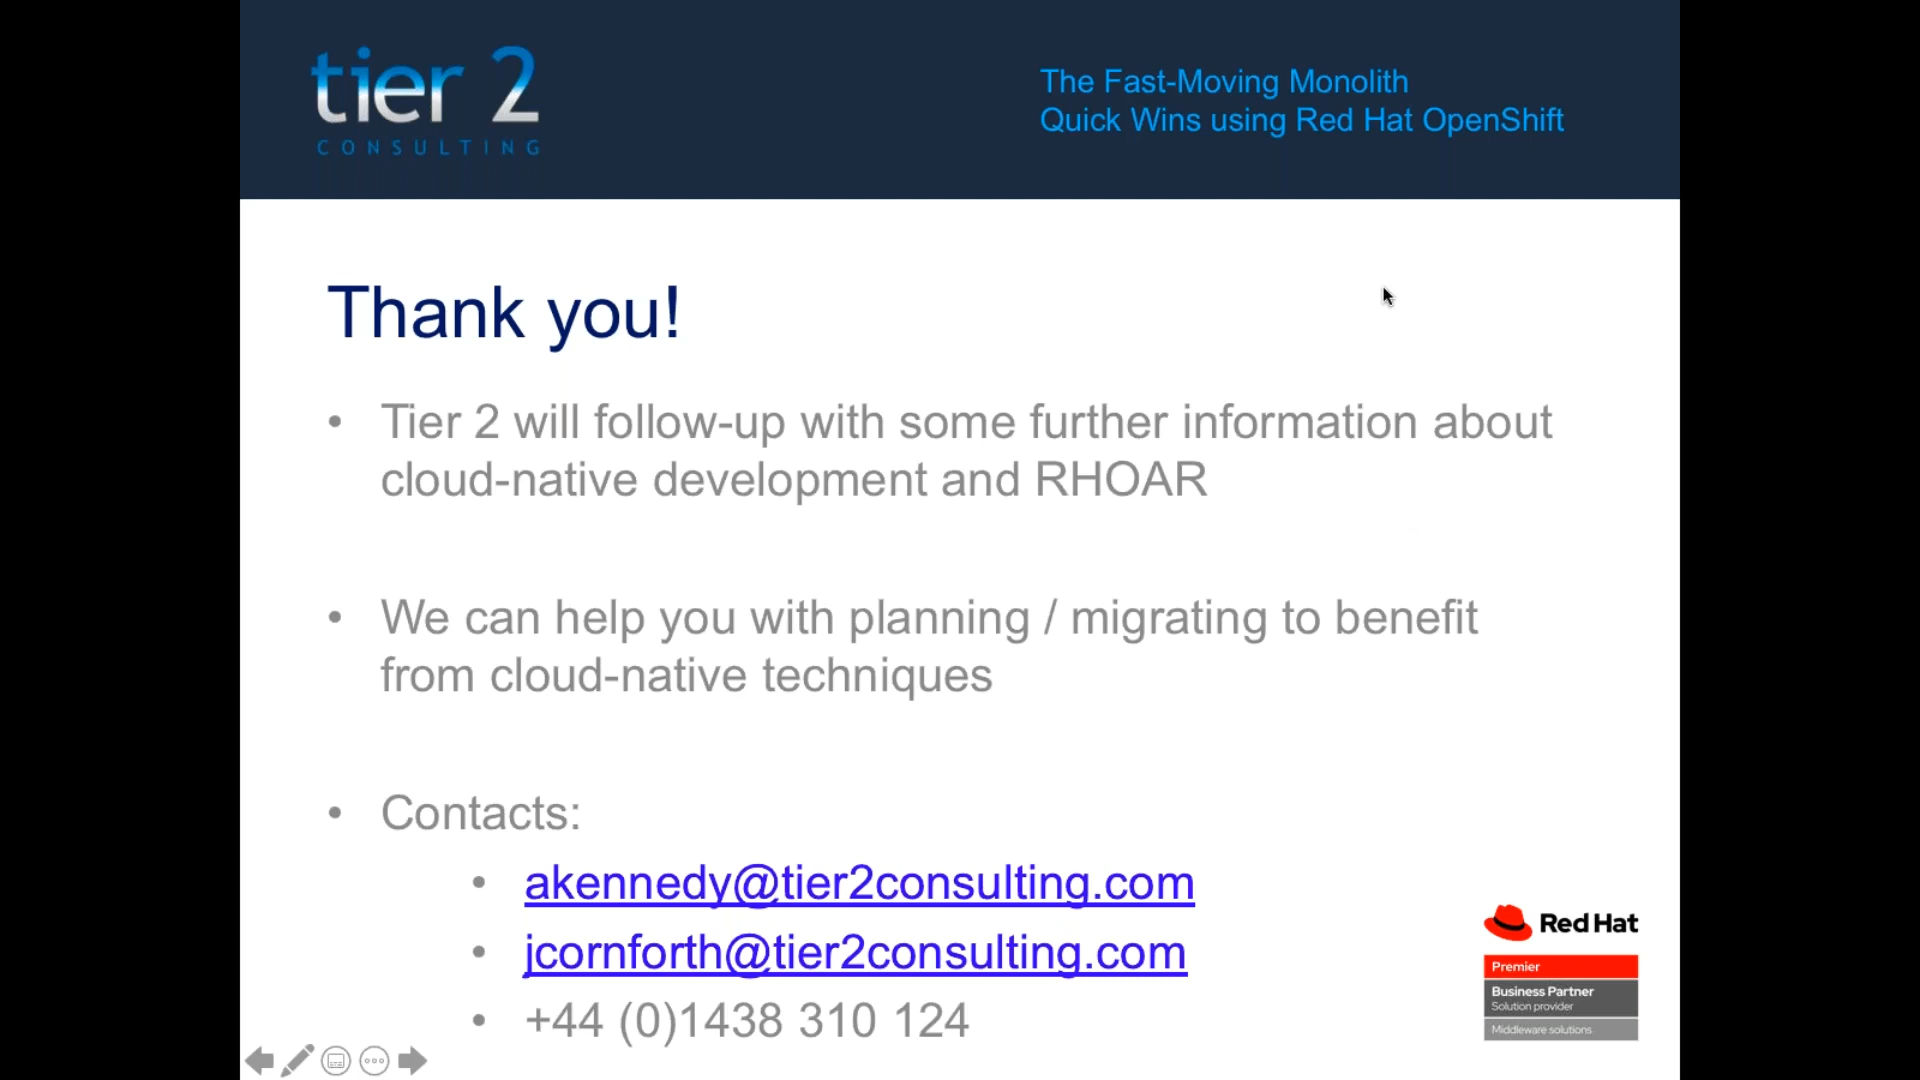 tier 2
CONSULTING
The Fast-Moving Monolith
Quick Wins using Red Hat OpenShift
Thank you!
• Tier 2 will follow-up with some further information about
cloud-native development and RHOAR
• We can help you with planning / migrating to benefit
from cloud-native techniques
• Contacts:
• akennedy@tier2consulting.com
• jcornforth@tier2consulting.com
• +44 (0)1438 310 124
Red Hat
Premier
Business Partner
Solution provider
Middleware solutions